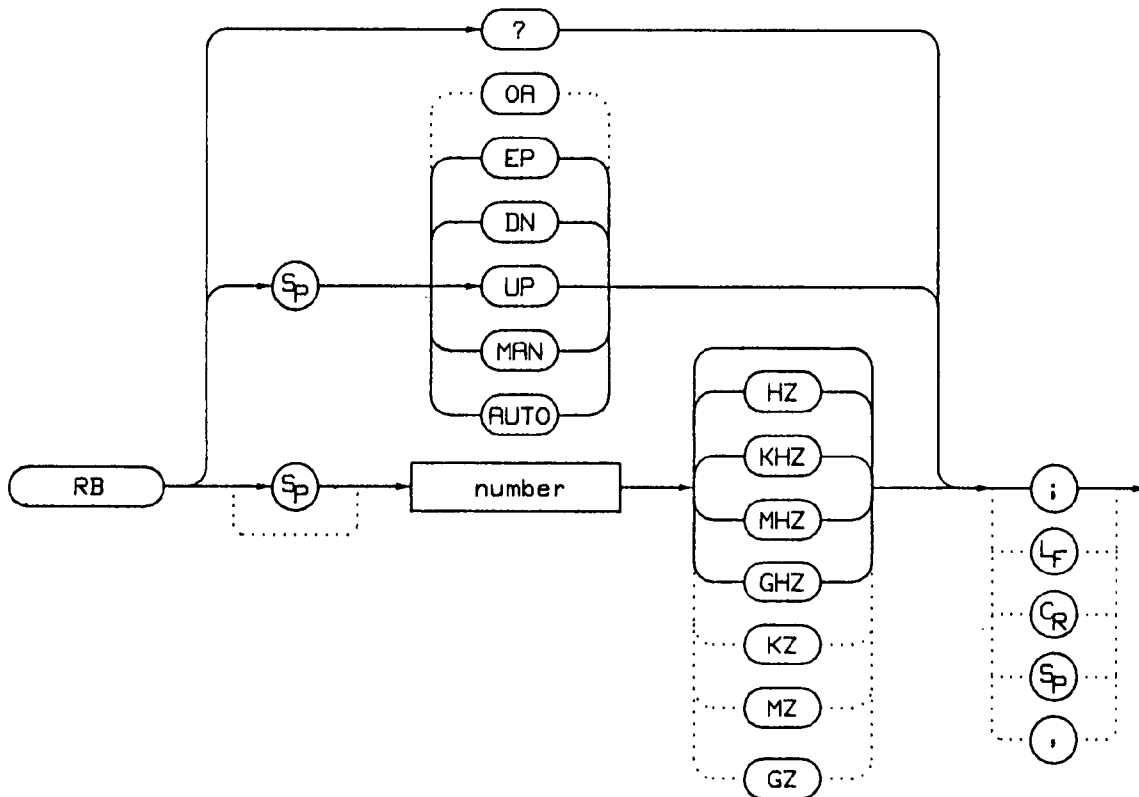 ?
OA
EP
DN
SP
UP
MAN
AUTO
HZ
KHZ
RB
SP
number
;
MHZ
LF
GHZ
CR
KZ
SP
MZ
,
GZ